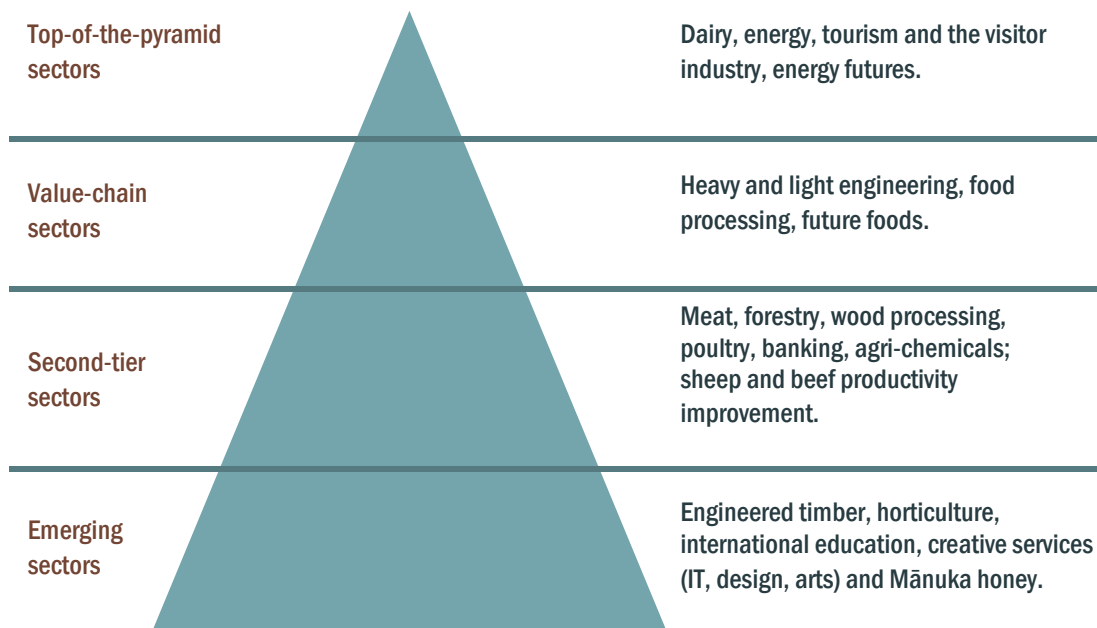 Top-of-the-pyramid
sectors
Dairy, energy, tourism and the visitor
industry, energy futures.
Value-chain
sectors
Heavy and light engineering, food
processing, future foods.
Second-tier
sectors
Meat, forestry, wood processing,
poultry, banking, agri-chemicals;
sheep and beef productivity
improvement.
Emerging
sectors
Engineered timber, horticulture,
international education, creative services
(IT, design, arts) and Mānuka honey.